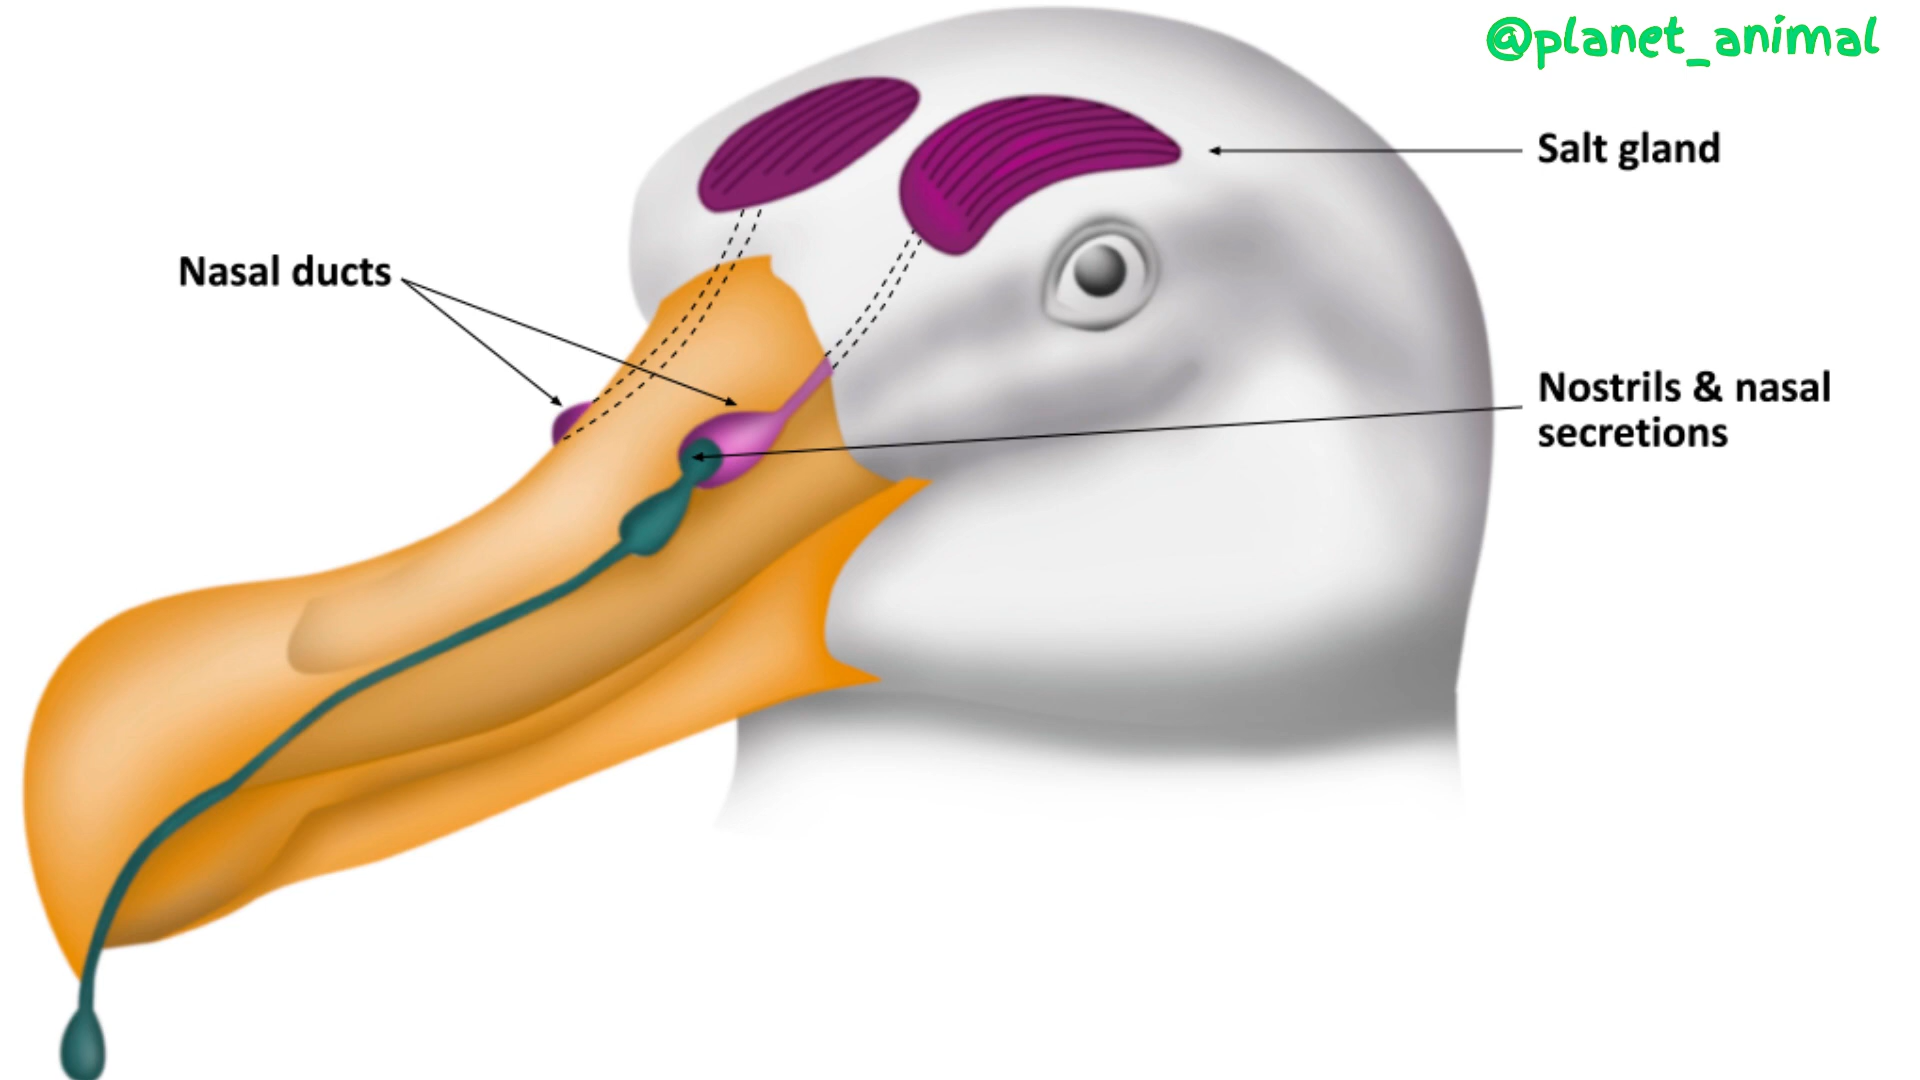 @planet_animal
Salt gland
Nasal ducts
Nostrils & nasal
secretions